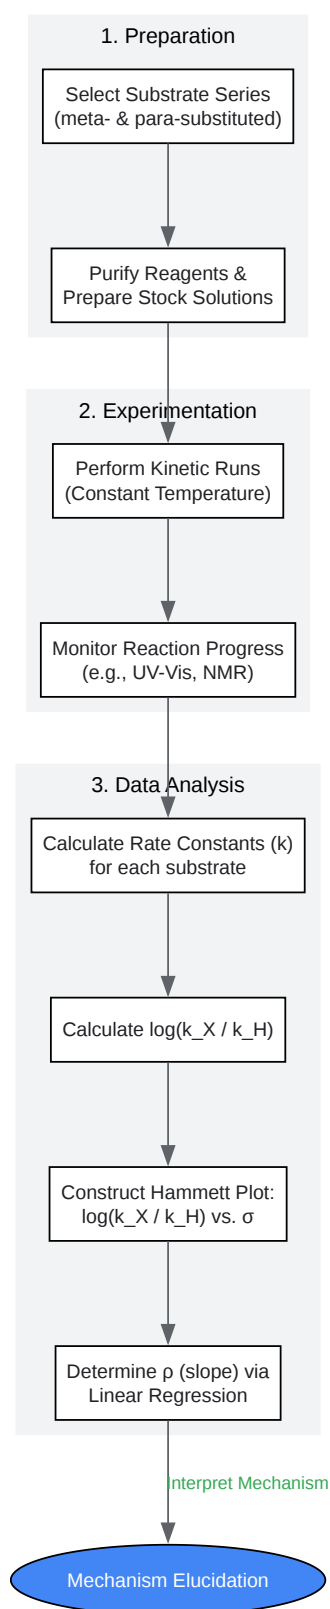 1. Preparation
Select Substrate Series
(meta- & para-substituted)
Purify Reagents &
Prepare Stock Solutions
2. Experimentation
Perform Kinetic Runs
(Constant Temperature)
Monitor Reaction Progress
(e.g., UV-Vis, NMR)
3. Data Analysis
Calculate Rate Constants (k)
for each substrate
Calculate log(k_X / k_H)
Construct Hammett Plot:
log(k_X / k_H) vs. σ
Determine ρ (slope) via
Linear Regression
Interpret Mechanism
Mechanism Elucidation